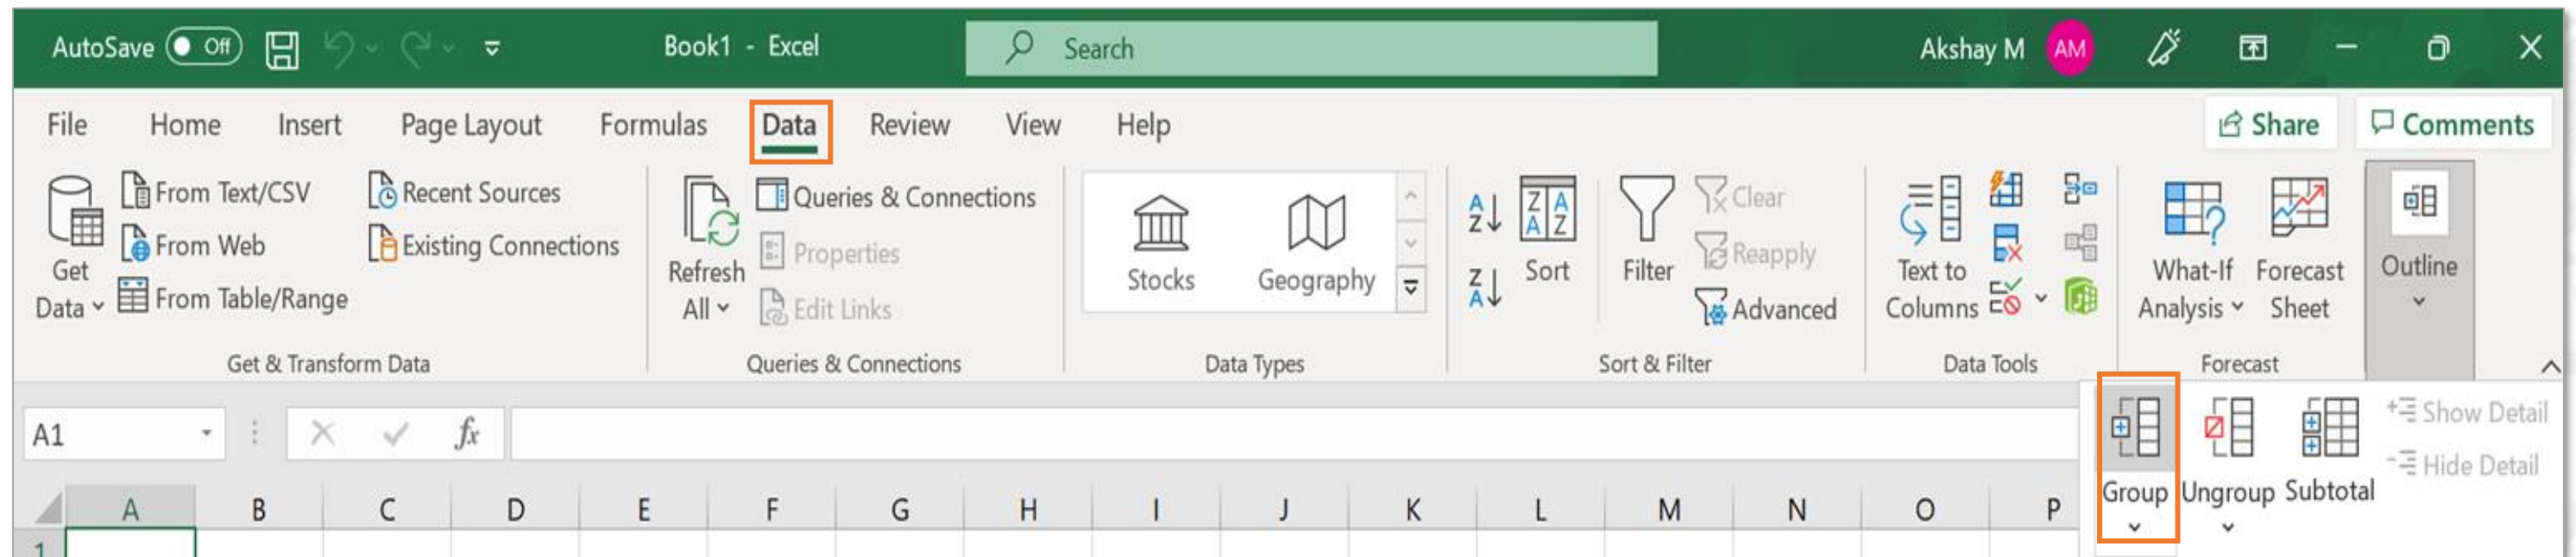 AutoSave Off Book1 - Excel Search Akshay M AM
File Home Insert Page Layout Formulas Data Review View Help Share Comments
Get Data
From Text/CSV
From Web
From Table/Range
Recent Sources
Existing Connections
Get & Transform Data
Refresh
All
Queries & Connections
Properties
Edit Links
Queries & Connections
Stocks Geography
Data Types
A Z
Z A
Z A
A Z
Sort
Filter
Clear
Reapply
Advanced
Sort & Filter
Text to
Columns
Data Tools
What-If
Analysis
Forecast
Sheet
Forecast
Outline
Group
Ungroup
Subtotal
Show Detail
Hide Detail
A1 fx
A B C D E F G H I J K L M N O P
1